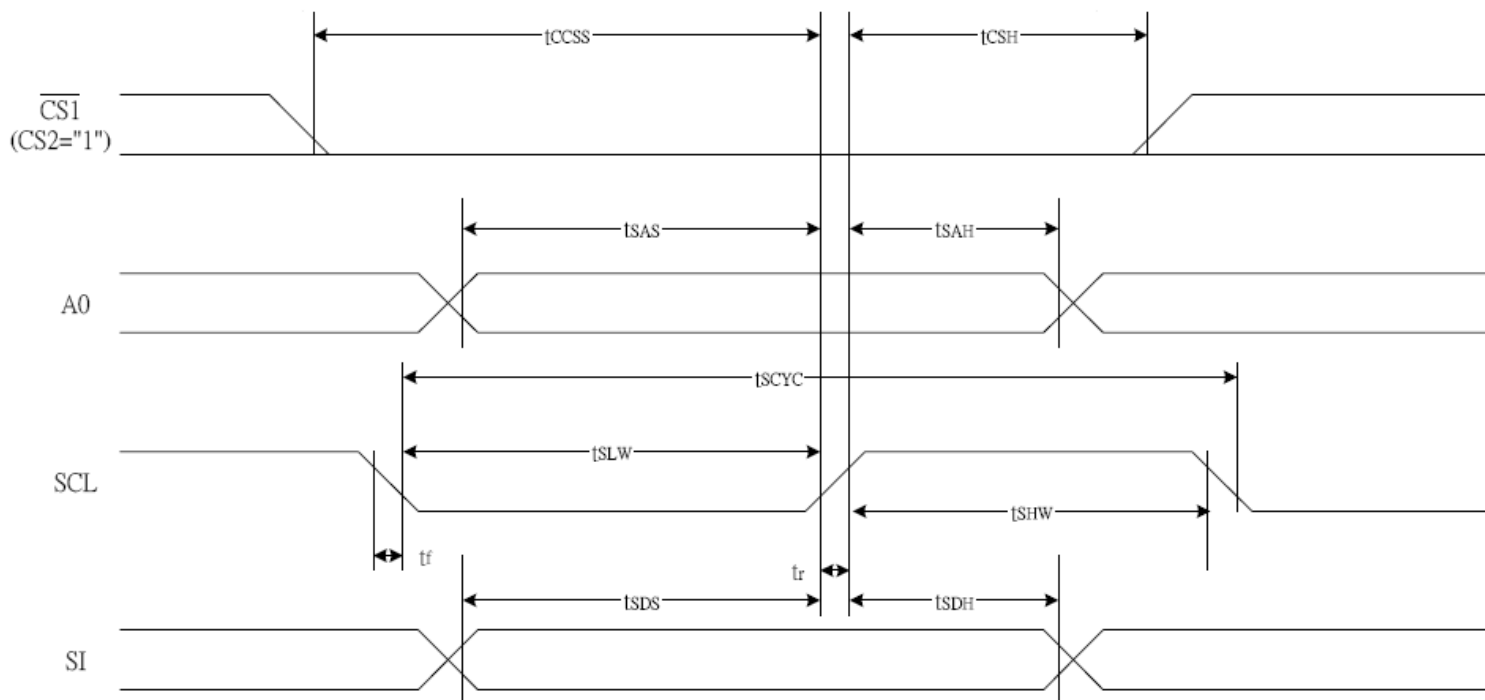 tCCSS
tCSH
CS1
(CS2="1")
tSAS
tSAH
A0
tSCYC
tSLW
SCL
tSHW
tf
tr
tSDS
tSDH
SI